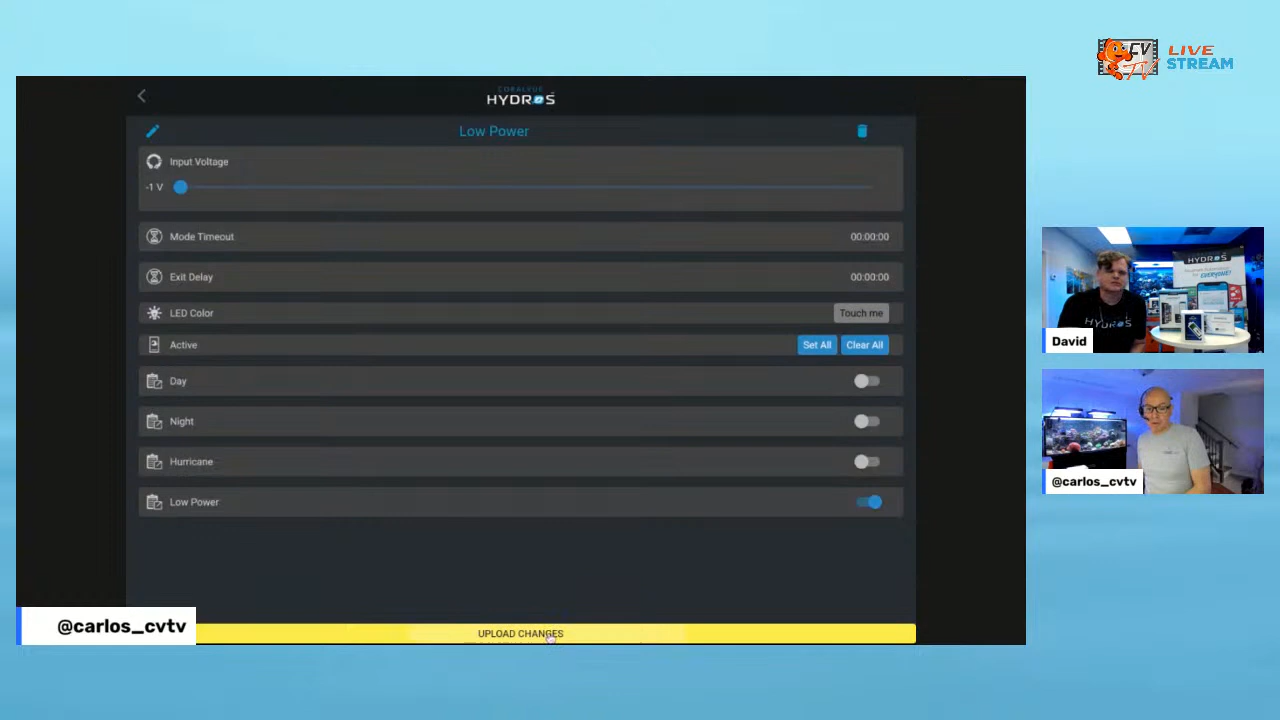 CV
TV
LIVE
STREAM
CORALVUE
HYDROS
Low Power
Input Voltage
-1 V
Mode Timeout
00:00:00
Exit Delay
00:00:00
LED Color
Touch me
Active
Set All
Clear All
Day
Night
Hurricane
Low Power
UPLOAD CHANGES
@carlos_cvtv
HYDROS
HYDROS
David
@carlos_cvtv